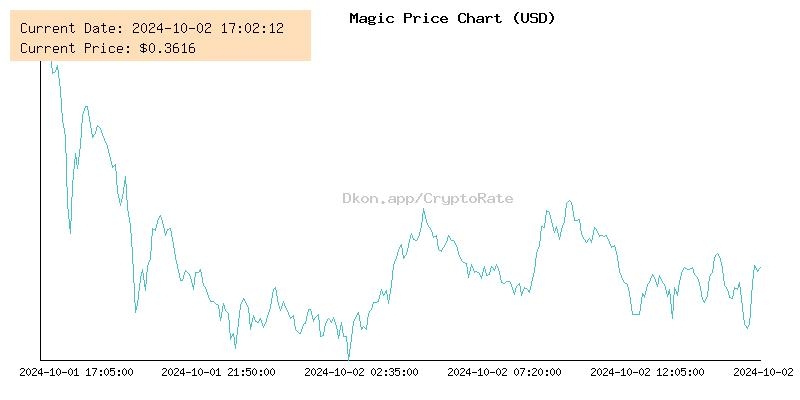 Magic Price Chart (USD)
Current Date: 2024-10-02 17:02:12
Current Price: $0.3616
Dkon.app/CryptoRate
2024-10-01 17:05:00
2024-10-01 21:50:00
2024-10-02 02:35:00
2024-10-02 07:20:00
2024-10-02 12:05:00
2024-10-02